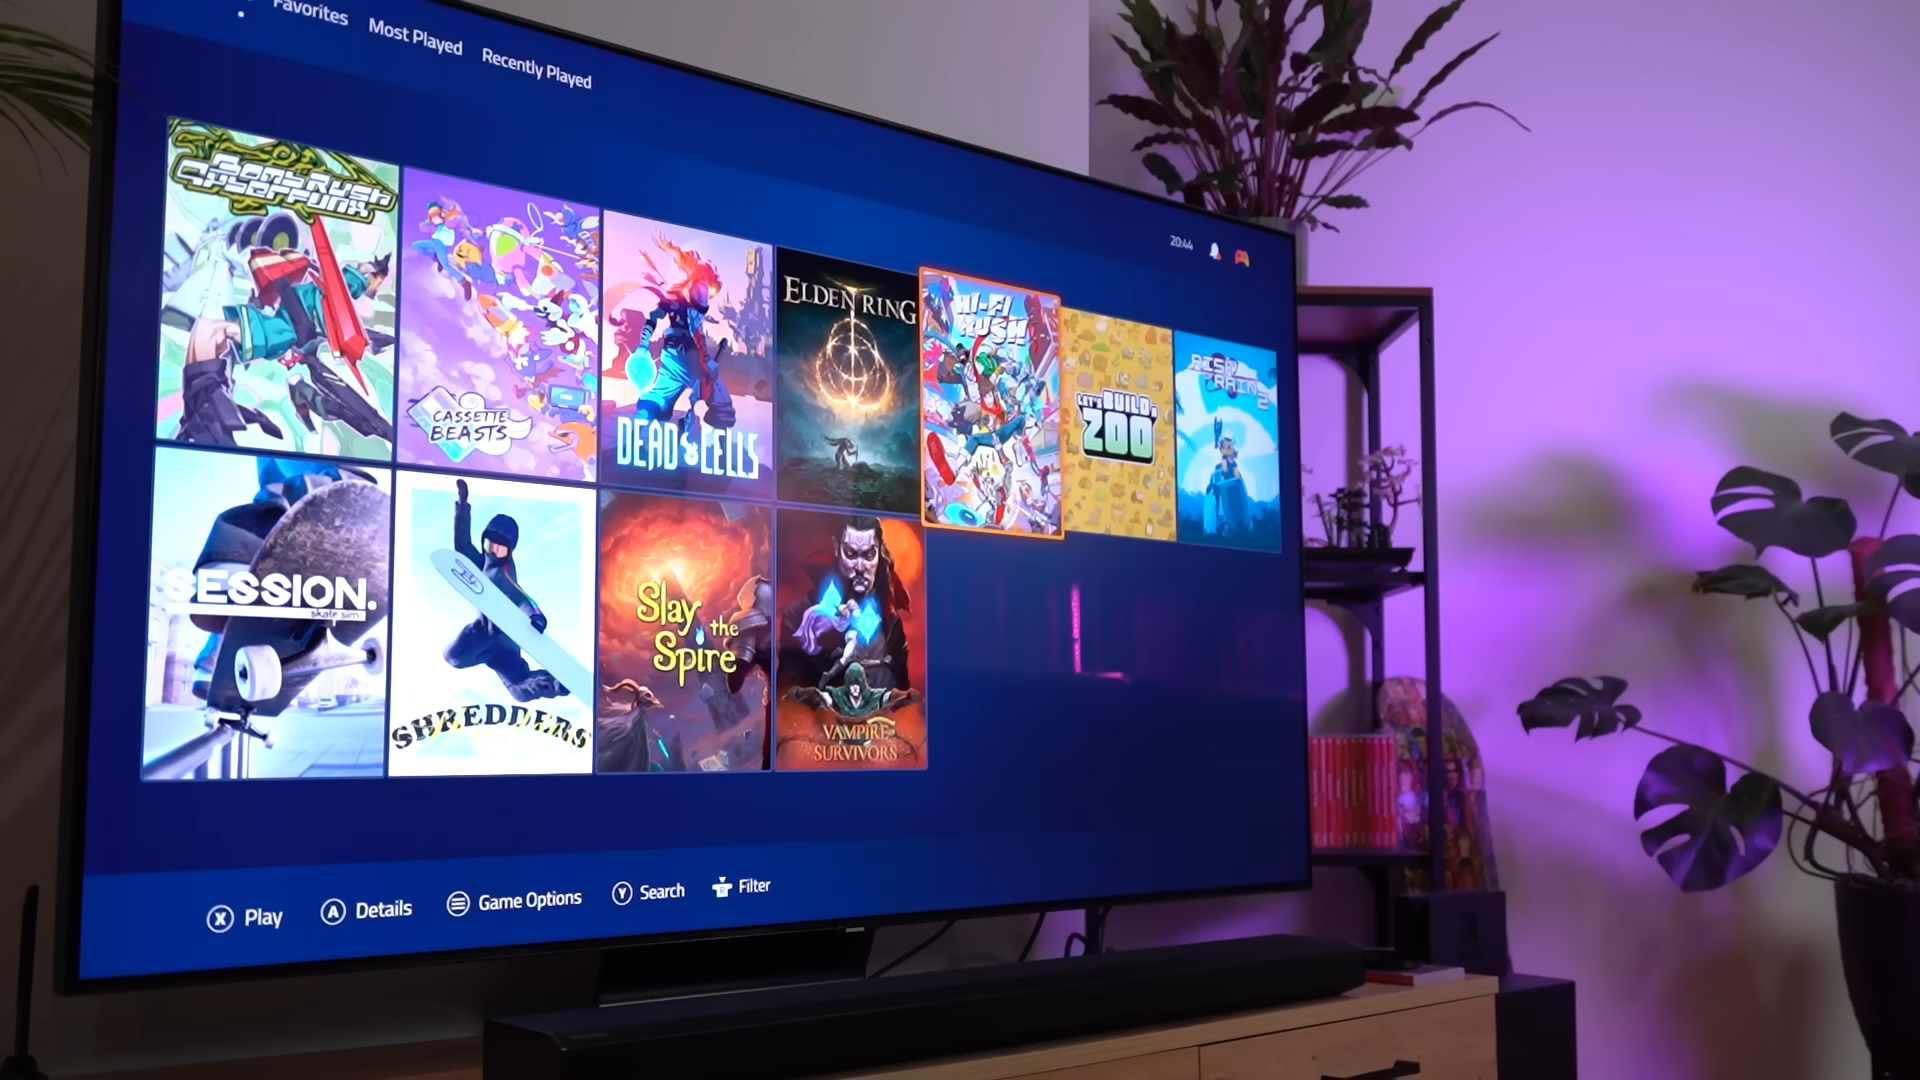 Favorites
Most Played
Recently Played
20:44
BOMB RUSH
CYBERFUNK
CASSETTE
BEASTS
DEAD CELLS
ELDEN RING
HI-FI
RUSH
LET'S BUILD A
ZOO
RISK
RAIN
2
SESSION.
skate sim
SHREDDERS
Slay
the
Spire
VAMPIRE
SURVIVORS
X Play
A Details
Game Options
Y Search
R Filter